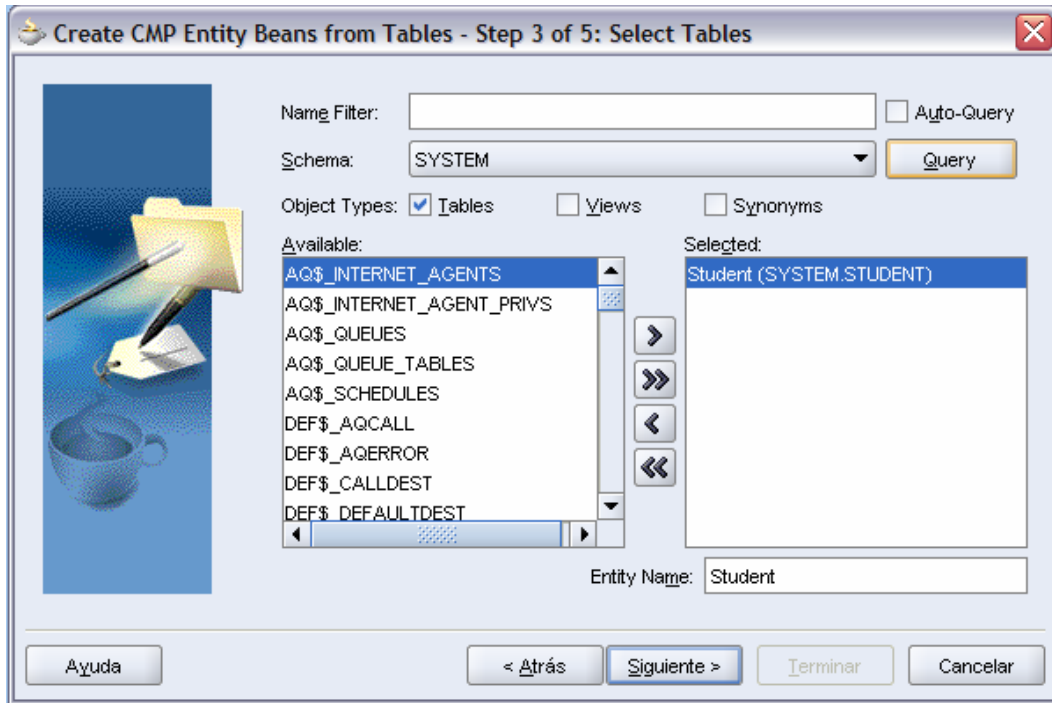 Create CMP Entity Beans from Tables - Step 3 of 5: Select Tables
Name Filter:
Auto-Query
Schema: SYSTEM
Query
Object Types: Tables Views Synonyms
Available:
AQ$_INTERNET_AGENTS
AQ$_INTERNET_AGENT_PRIVS
AQ$_QUEUES
AQ$_QUEUE_TABLES
AQ$_SCHEDULES
DEF$_AQCALL
DEF$_AQERROR
DEF$_CALLDEST
DEF$_DEFAULTDEST
Selected:
Student (SYSTEM.STUDENT)
Entity Name: Student
Ayuda
< Atrás
Siguiente >
Terminar
Cancelar